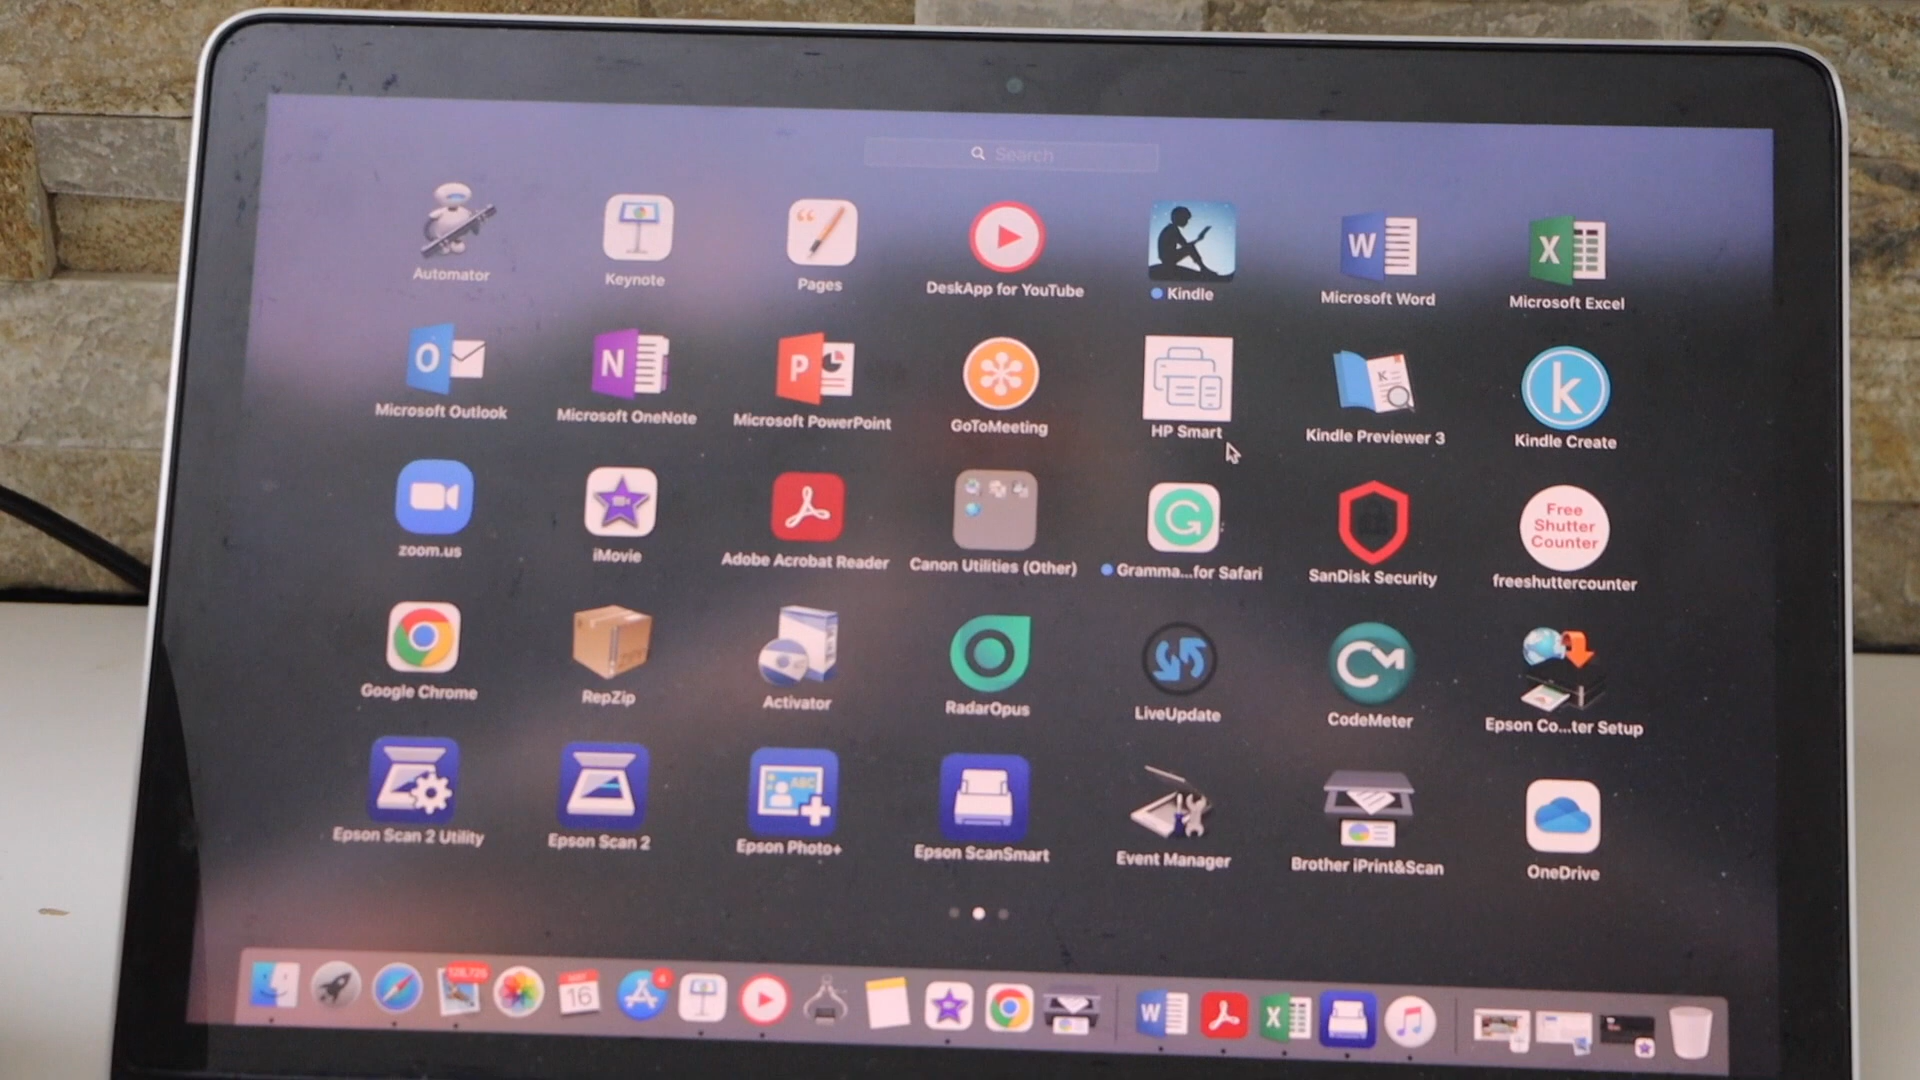 Search
Automator
Keynote
Pages
DeskApp for YouTube
Kindle
Microsoft Word
Microsoft Excel
Microsoft Outlook
Microsoft OneNote
Microsoft PowerPoint
GoToMeeting
HP Smart
Kindle Previewer 3
Kindle Create
zoom.us
iMovie
Adobe Acrobat Reader
Canon Utilities (Other)
Gramma...for Safari
SanDisk Security
Free
Shutter
Counter
freeshuttercounter
Google Chrome
RepZip
Activator
RadarOpus
LiveUpdate
CodeMeter
Epson Co...ter Setup
Epson Scan 2 Utility
Epson Scan 2
Epson Photo+
Epson ScanSmart
Event Manager
Brother iPrint&Scan
OneDrive
16